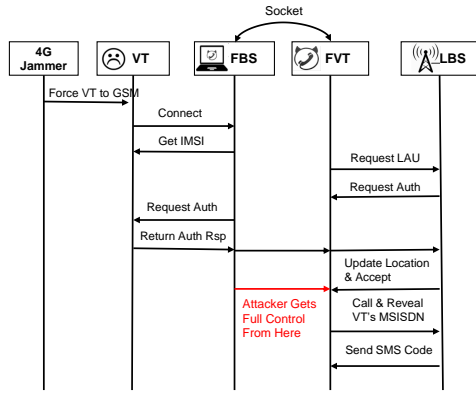 Socket
4G
Jammer
VT
FBS
FVT
LBS
Force VT to GSM
Connect
Get IMSI
Request LAU
Request Auth
Request Auth
Return Auth Rsp
Update Location
& Accept
Attacker Gets
Full Control
From Here
Call & Reveal
VT's MSISDN
Send SMS Code